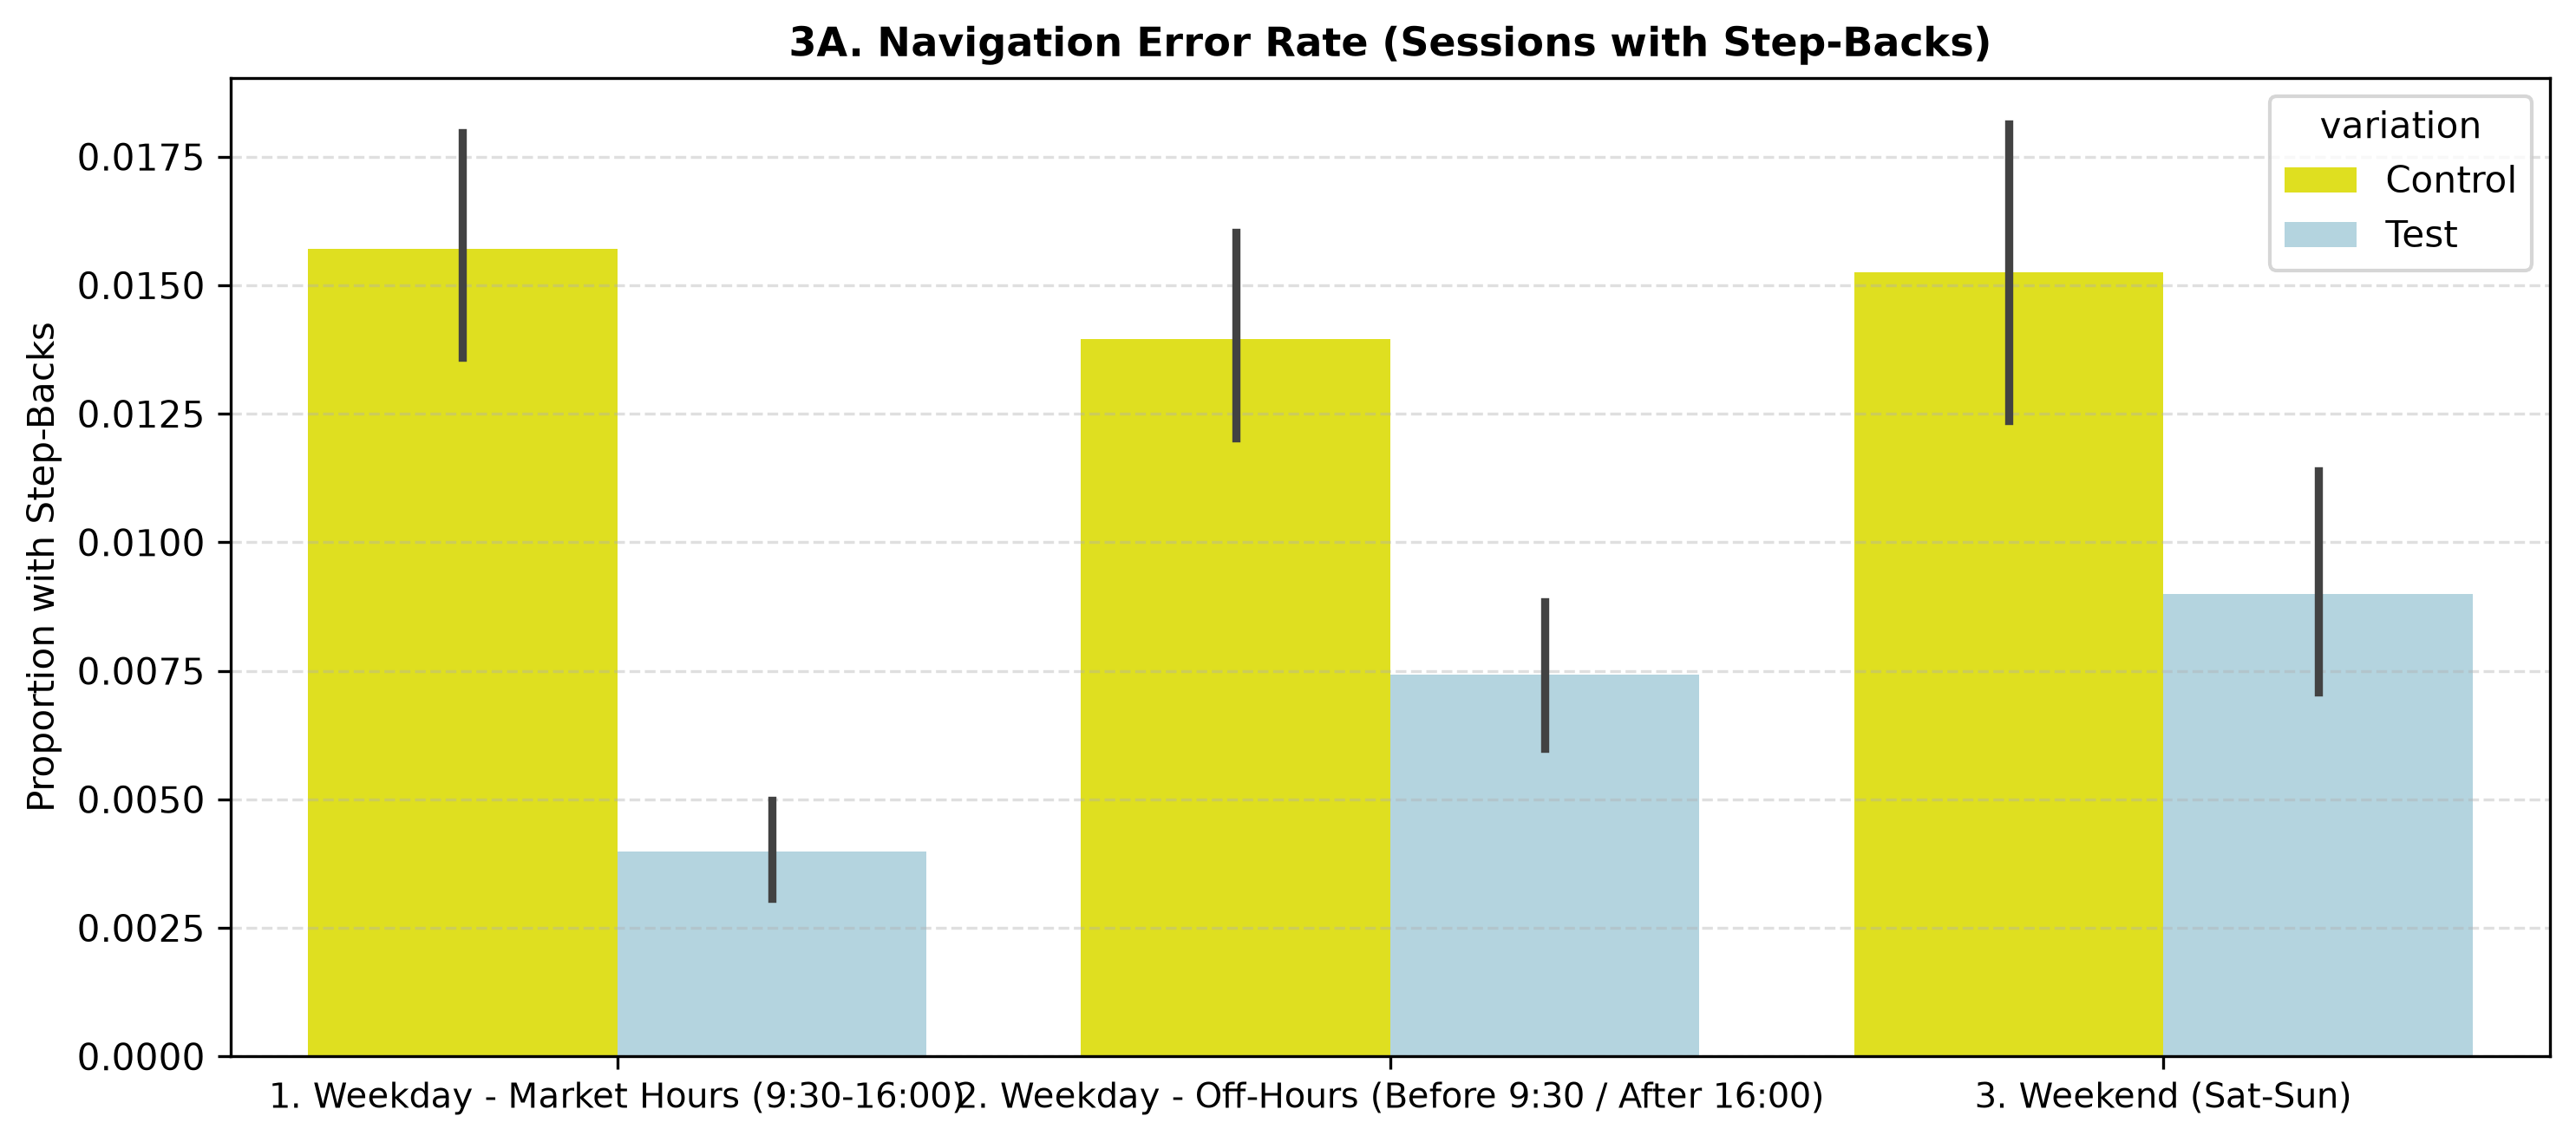 3A. Navigation Error Rate (Sessions with Step-Backs)
variation
Control
Test
Proportion with Step-Backs
0.0175
0.0150
0.0125
0.0100
0.0075
0.0050
0.0025
0.0000
1. Weekday - Market Hours (9:30-16:00)
2. Weekday - Off-Hours (Before 9:30 / After 16:00)
3. Weekend (Sat-Sun)